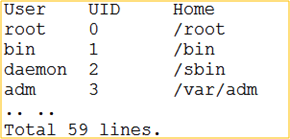 User UID Home
root 0 /root
bin 1 /bin
daemon 2 /sbin
adm 3 /var/adm
.. ..
Total 59 lines.